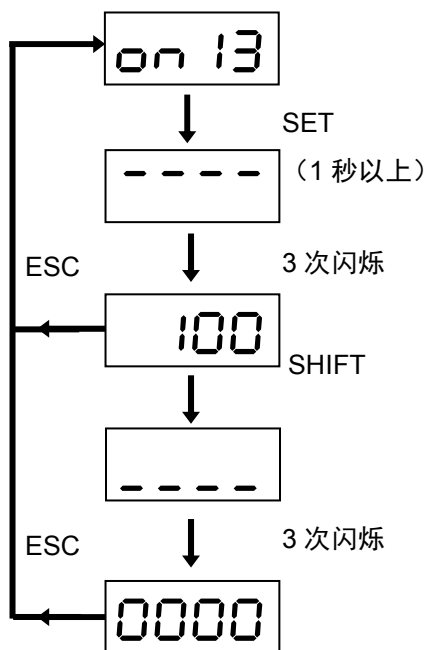 on 13
SET
- - - -
（1 秒以上）
ESC
3 次闪烁
100
SHIFT
_ _ _ _
ESC
3 次闪烁
0000